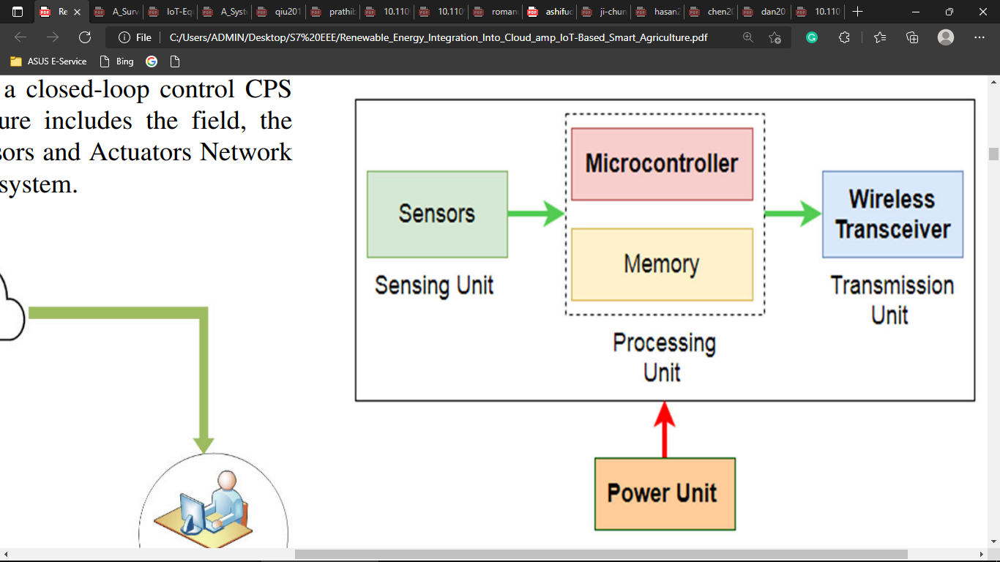 Re
A_Surv
IoT-Eq
A_Syst
qiu201
prathib
10.110
10.110
roman
ashifuc
ji-chun
hasan2
chen20
dan20
10.110
File
C:/Users/ADMIN/Desktop/S7%20EEE/Renewable_Energy_Integration_Into_Cloud_amp_IoT-Based_Smart_Agriculture.pdf
ASUS E-Service
Bing
a closed-loop control CPS
ure includes the field, the
sors and Actuators Network
system.
Sensors
Sensing Unit
Microcontroller
Memory
Processing
Unit
Wireless
Transceiver
Transmission
Unit
Power Unit